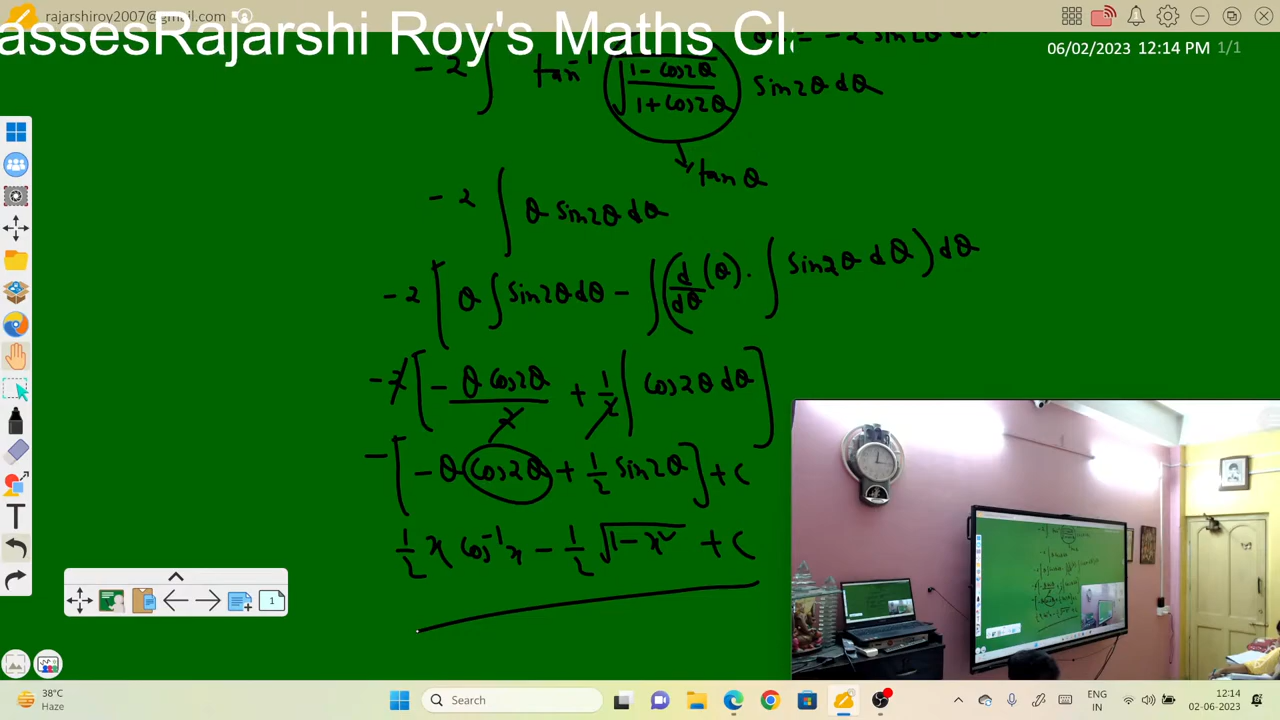 rajarshiroy2007@gmail.com
assesRajarshi Roy's Maths Cl
06/02/2023 12:14 PM 1/1
- 2 ∫ tan⁻¹ √((1 - cos2θ)/(1 + cos2θ)) sin2θ dθ
→ tan θ
- 2 ∫ θ sin2θ dθ
- 2 [ θ ∫ sin2θ dθ - ∫ ( d/dθ (θ) · ∫ sin2θ dθ ) dθ
- 2 [ - θ cos2θ / 2 + 1/2 ∫ cos2θ dθ ]
- [ - θ cos2θ + 1/2 sin2θ ] + c
1/2 x cos⁻¹x - 1/2 √(1 - x²) + c
1
T
38°C
Haze
Search
ENG
IN
12:14
02-06-2023